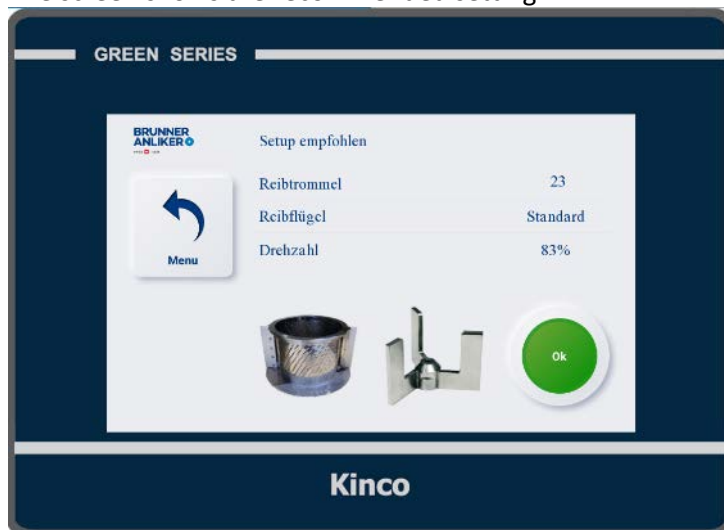 GREEN SERIES
BRUNNER
ANLIKER
Setup empfohlen
Reibtrommel 23
Reibflügel Standard
Drehzahl 83%
Menu
Ok
Kinco